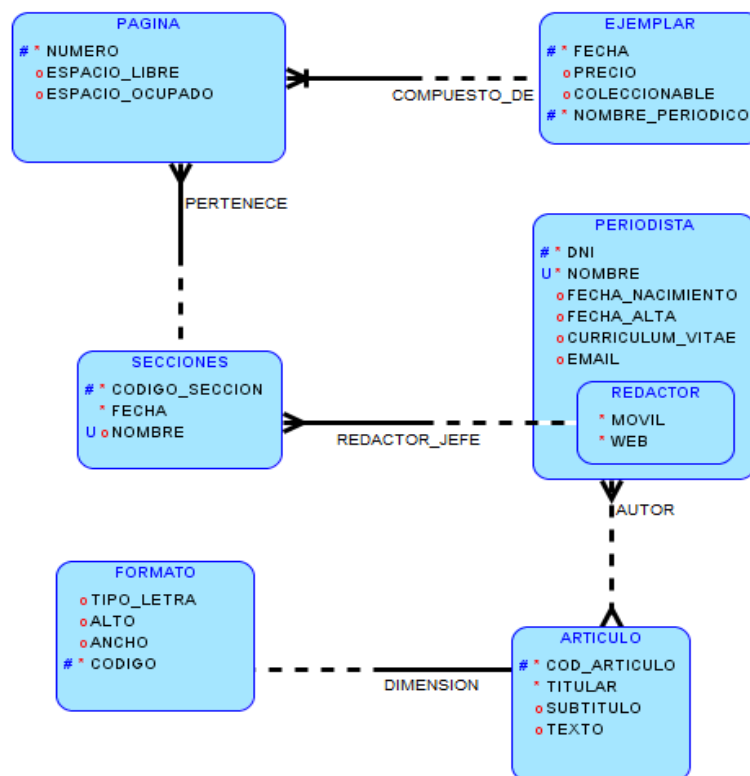 PAGINA
# * NUMERO
o ESPACIO_LIBRE
o ESPACIO_OCUPADO
EJEMPLAR
# * FECHA
o PRECIO
o COLECCIONABLE
# * NOMBRE_PERIODICO
COMPUESTO_DE
PERTENECE
PERIODISTA
# * DNI
U * NOMBRE
o FECHA_NACIMIENTO
o FECHA_ALTA
o CURRICULUM_VITAE
o EMAIL
REDACTOR
* MOVIL
* WEB
SECCIONES
# * CODIGO_SECCION
* FECHA
U o NOMBRE
REDACTOR_JEFE
AUTOR
FORMATO
o TIPO_LETRA
o ALTO
o ANCHO
# * CODIGO
DIMENSION
ARTICULO
# * COD_ARTICULO
* TITULAR
o SUBTITULO
o TEXTO